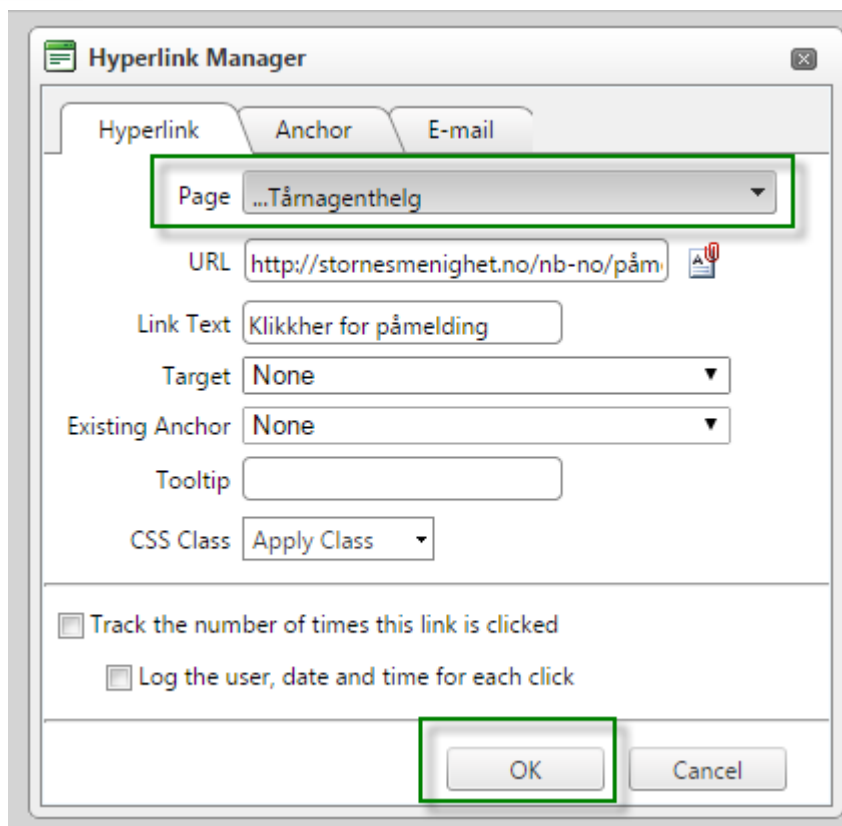 Hyperlink Manager
Hyperlink Anchor E-mail
Page ...Tårnagenthelg
URL http://stornesmenighet.no/nb-no/påm
Link Text Klikkher for påmelding
Target None
Existing Anchor None
Tooltip
CSS Class Apply Class
Track the number of times this link is clicked
Log the user, date and time for each click
OK Cancel